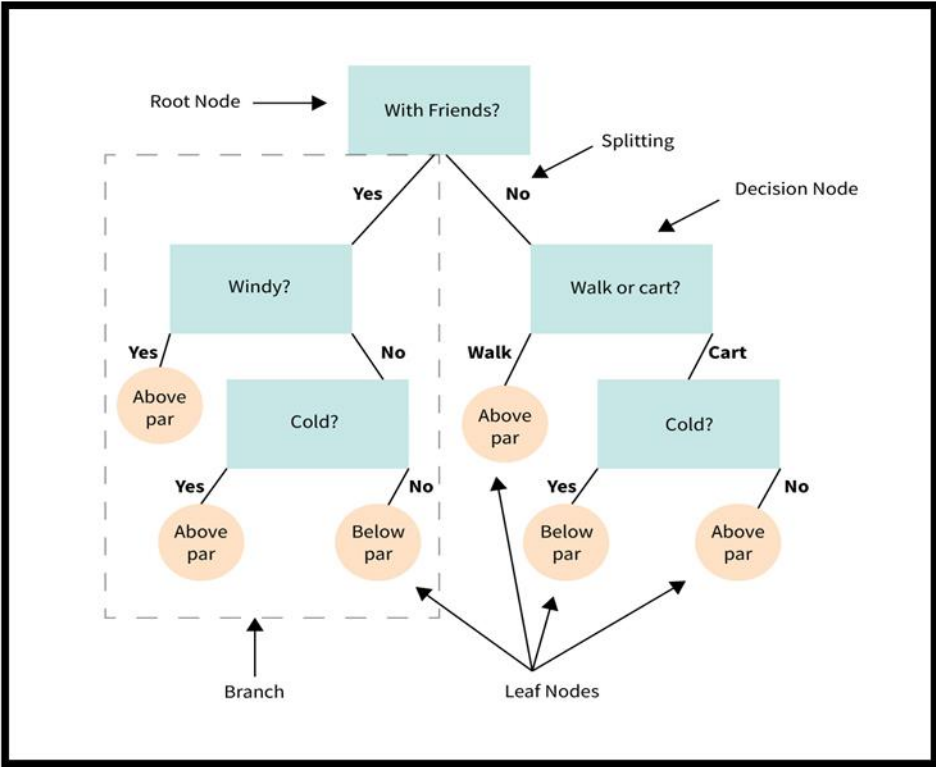 Root Node
With Friends?
Splitting
Yes
No
Decision Node
Windy?
Walk or cart?
Yes
No
Walk
Cart
Above
par
Cold?
Above
par
Cold?
Yes
No
Yes
No
Above
par
Below
par
Below
par
Above
par
Branch
Leaf Nodes